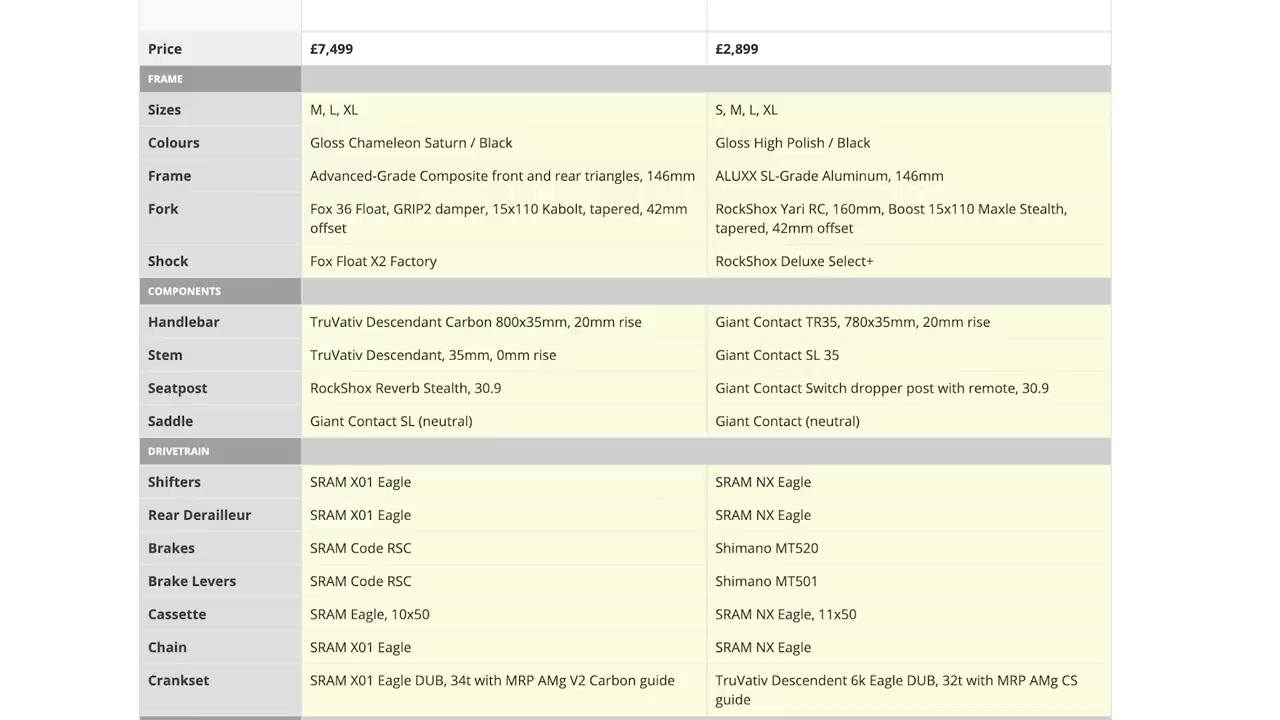 Price £7,499 £2,899
FRAME
Sizes M, L, XL S, M, L, XL
Colours Gloss Chameleon Saturn / Black Gloss High Polish / Black
Frame Advanced-Grade Composite front and rear triangles, 146mm ALUXX SL-Grade Aluminum, 146mm
Fork Fox 36 Float, GRIP2 damper, 15x110 Kabolt, tapered, 42mm RockShox Yari RC, 160mm, Boost 15x110 Maxle Stealth,
offset tapered, 42mm offset
Shock Fox Float X2 Factory RockShox Deluxe Select+
COMPONENTS
Handlebar TruVativ Descendant Carbon 800x35mm, 20mm rise Giant Contact TR35, 780x35mm, 20mm rise
Stem TruVativ Descendant, 35mm, 0mm rise Giant Contact SL 35
Seatpost RockShox Reverb Stealth, 30.9 Giant Contact Switch dropper post with remote, 30.9
Saddle Giant Contact SL (neutral) Giant Contact (neutral)
DRIVETRAIN
Shifters SRAM X01 Eagle SRAM NX Eagle
Rear Derailleur SRAM X01 Eagle SRAM NX Eagle
Brakes SRAM Code RSC Shimano MT520
Brake Levers SRAM Code RSC Shimano MT501
Cassette SRAM Eagle, 10x50 SRAM NX Eagle, 11x50
Chain SRAM X01 Eagle SRAM NX Eagle
Crankset SRAM X01 Eagle DUB, 34t with MRP AMg V2 Carbon guide TruVativ Descendent 6k Eagle DUB, 32t with MRP AMg CS
guide